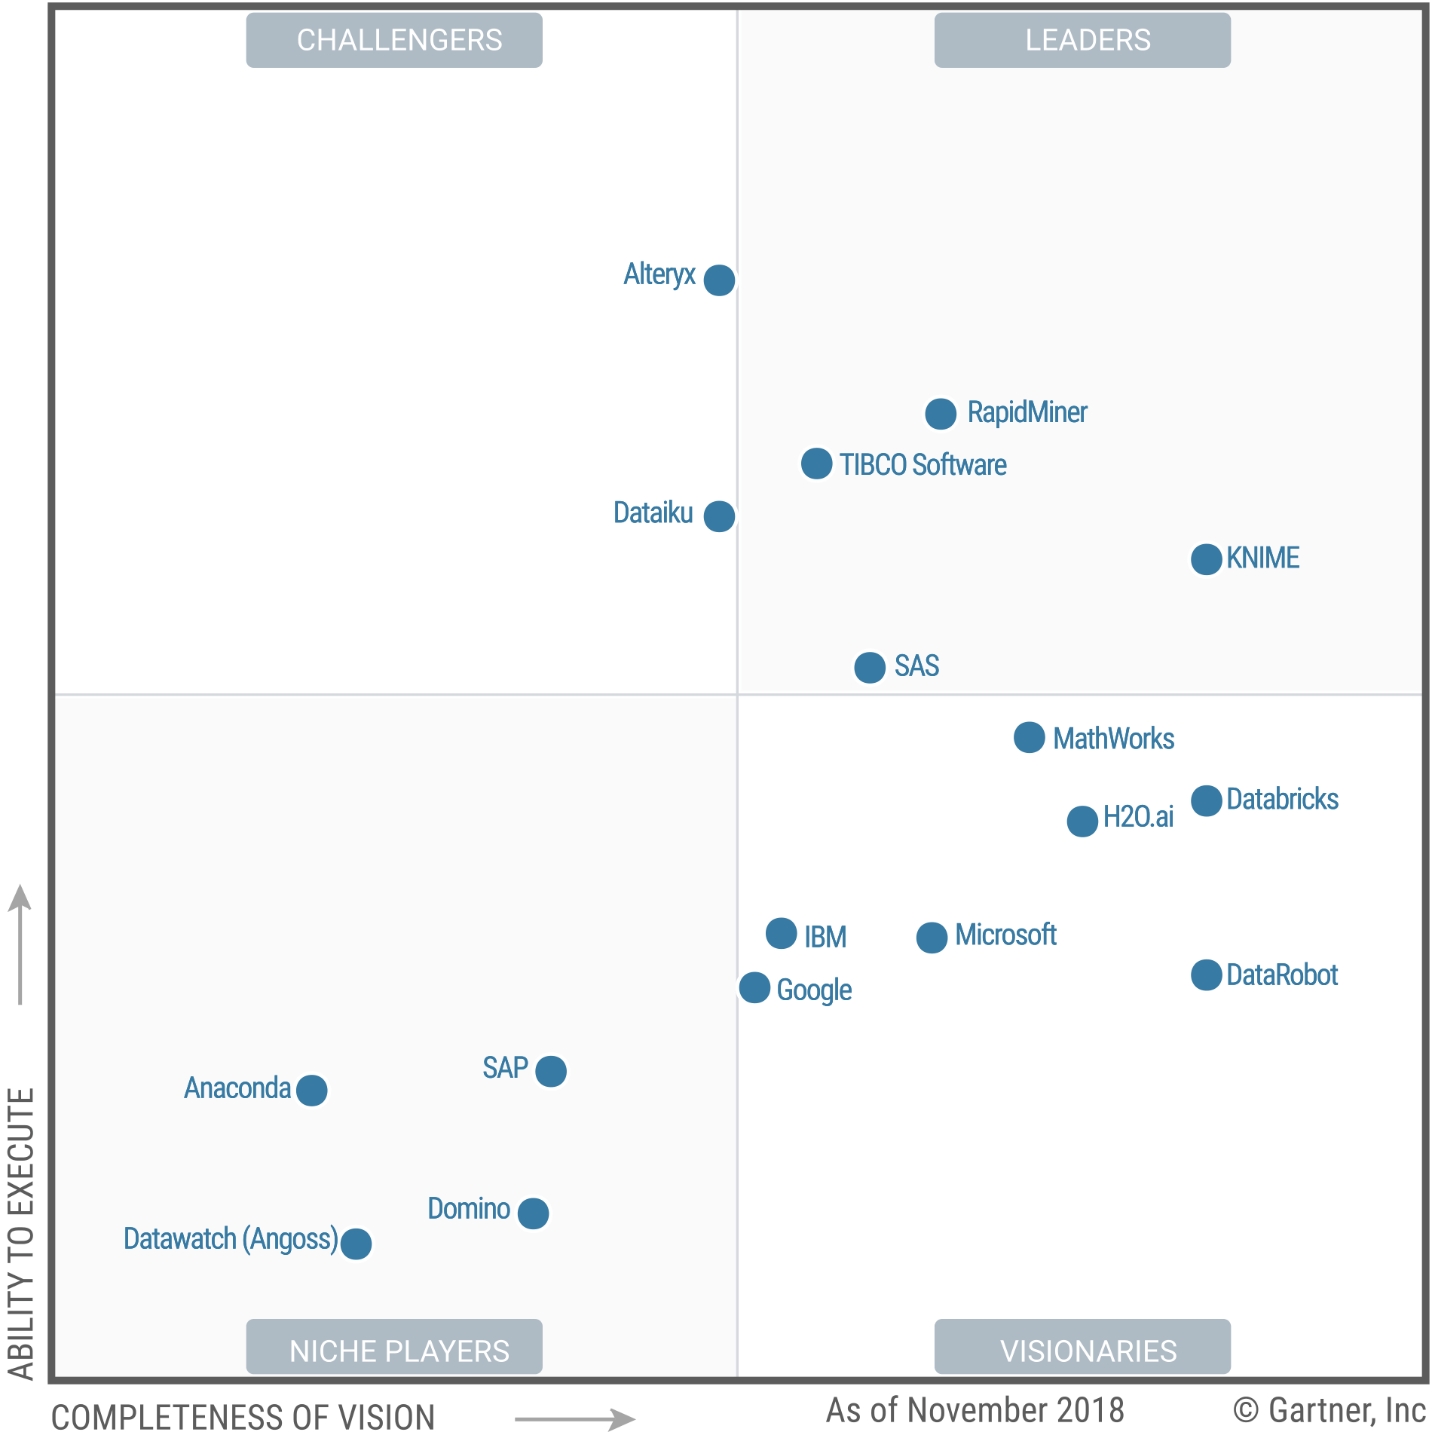 CHALLENGERS
LEADERS
Alteryx
RapidMiner
TIBCO Software
Dataiku
KNIME
SAS
MathWorks
Databricks
H2O.ai
IBM
Microsoft
DataRobot
Google
SAP
Anaconda
Domino
Datawatch (Angoss)
NICHE PLAYERS
VISIONARIES
ABILITY TO EXECUTE
COMPLETENESS OF VISION
As of November 2018
© Gartner, Inc